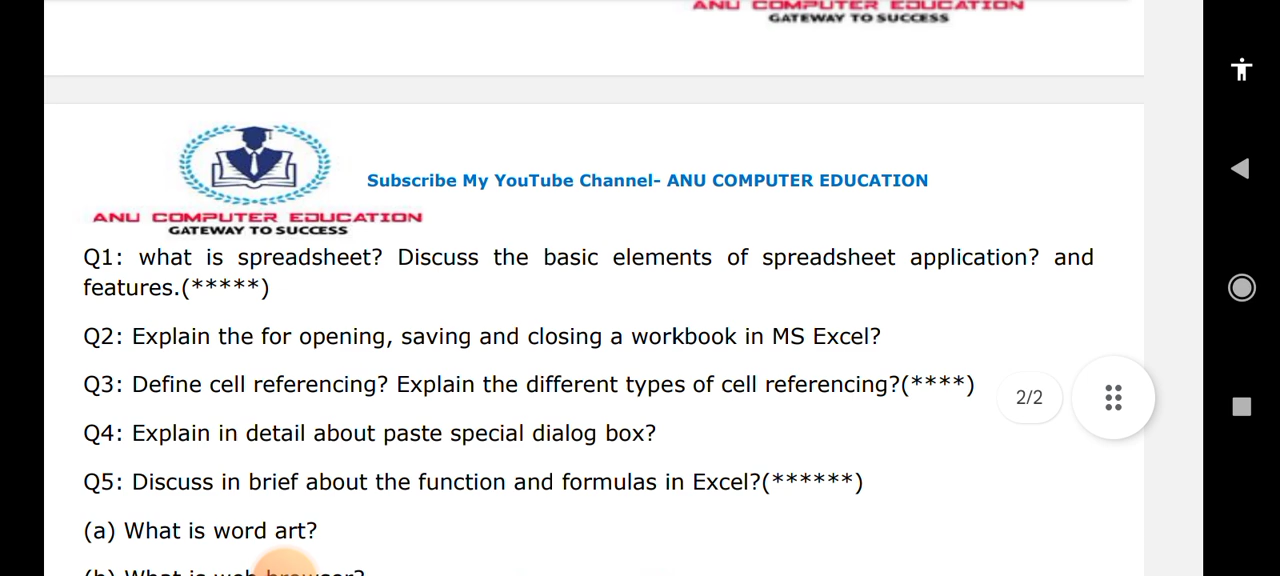 ANU COMPUTER EDUCATION
GATEWAY TO SUCCESS
Subscribe My YouTube Channel- ANU COMPUTER EDUCATION
ANU COMPUTER EDUCATION
GATEWAY TO SUCCESS
Q1: what is spreadsheet? Discuss the basic elements of spreadsheet application? and
features.(*****)
Q2: Explain the for opening, saving and closing a workbook in MS Excel?
Q3: Define cell referencing? Explain the different types of cell referencing?(****)
2/2
Q4: Explain in detail about paste special dialog box?
Q5: Discuss in brief about the function and formulas in Excel?(******)
(a) What is word art?
(b) What is web browser?